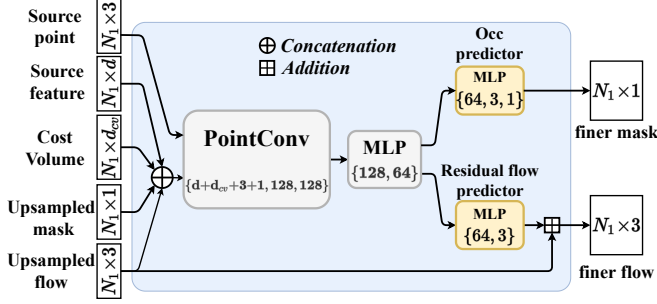 Source
point
N₁×3
Source
feature
N₁×d
Cost
Volume
N₁×d_cv
Upsampled
mask
N₁×1
Upsampled
flow
N₁×3
⊕ Concatenation
⊞ Addition
PointConv
{d+d_cv+3+1,128,128}
MLP
{128,64}
Occ
predictor
MLP
{64,3,1}
Residual flow
predictor
MLP
{64,3}
N₁×1
finer mask
N₁×3
finer flow